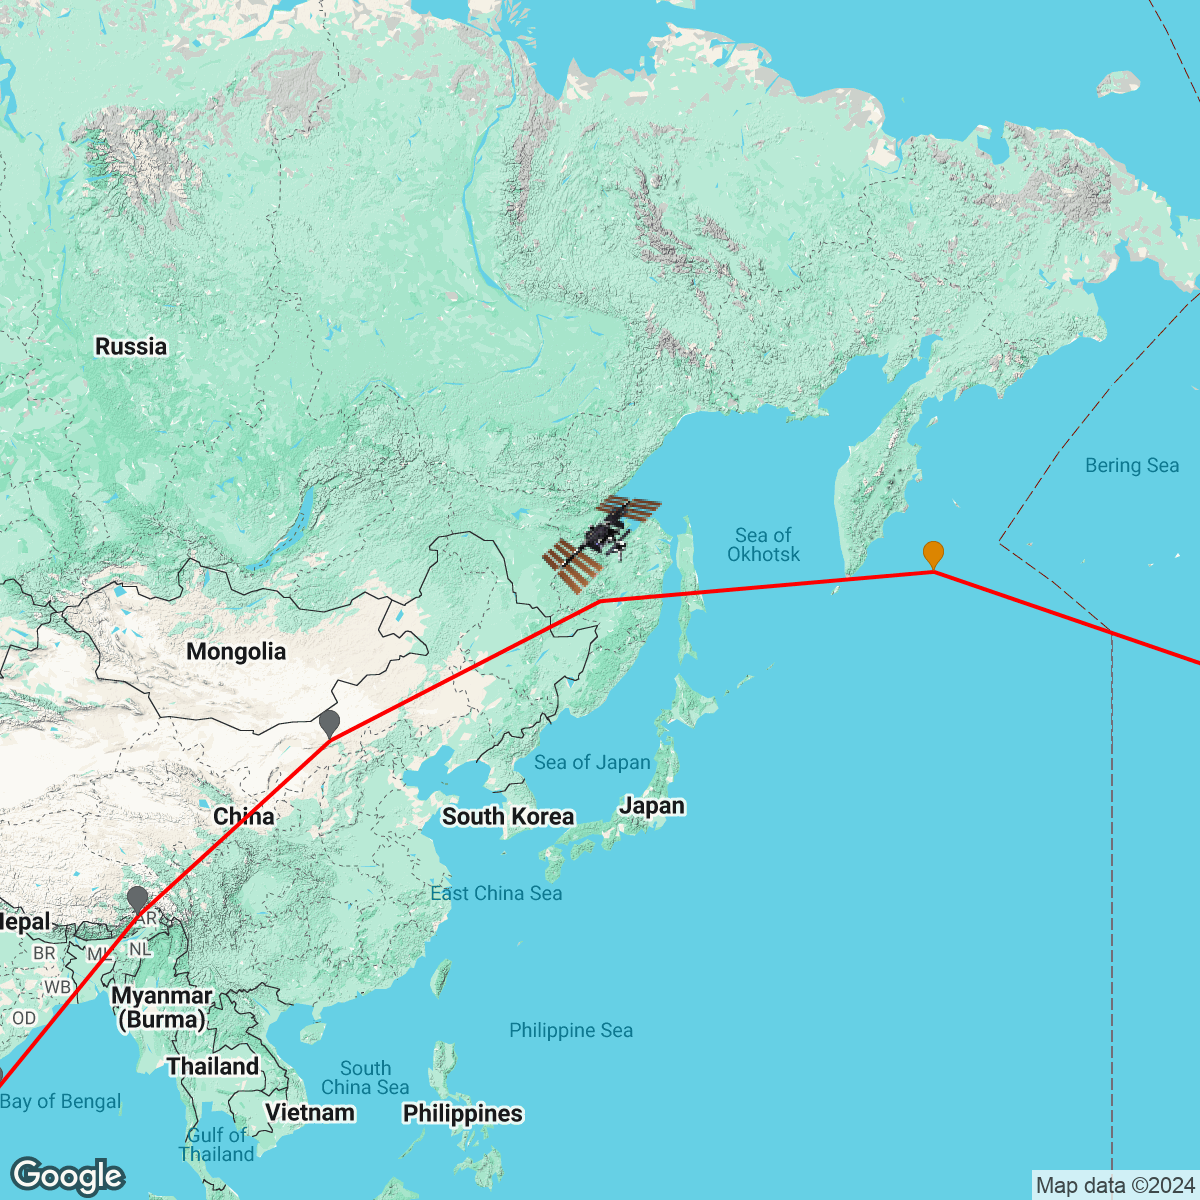 Russia
Bering Sea
Sea of
Okhotsk
Mongolia
Sea of Japan
Japan
China
South Korea
East China Sea
AR
BR
ML
NL
WB
Myanmar
(Burma)
OD
Philippine Sea
Thailand
South
China Sea
Bay of Bengal
Vietnam
Philippines
Gulf of
Thailand
Google
Map data ©2024